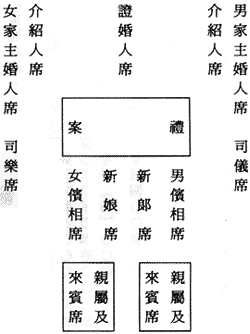 男家主婚人席　司儀席
介紹人席
證婚人席
介紹人席
女家主婚人席　司樂席
禮案
男儐相席
新郎席
新娘席
女儐相席
親屬及
來賓席
親屬及
來賓席